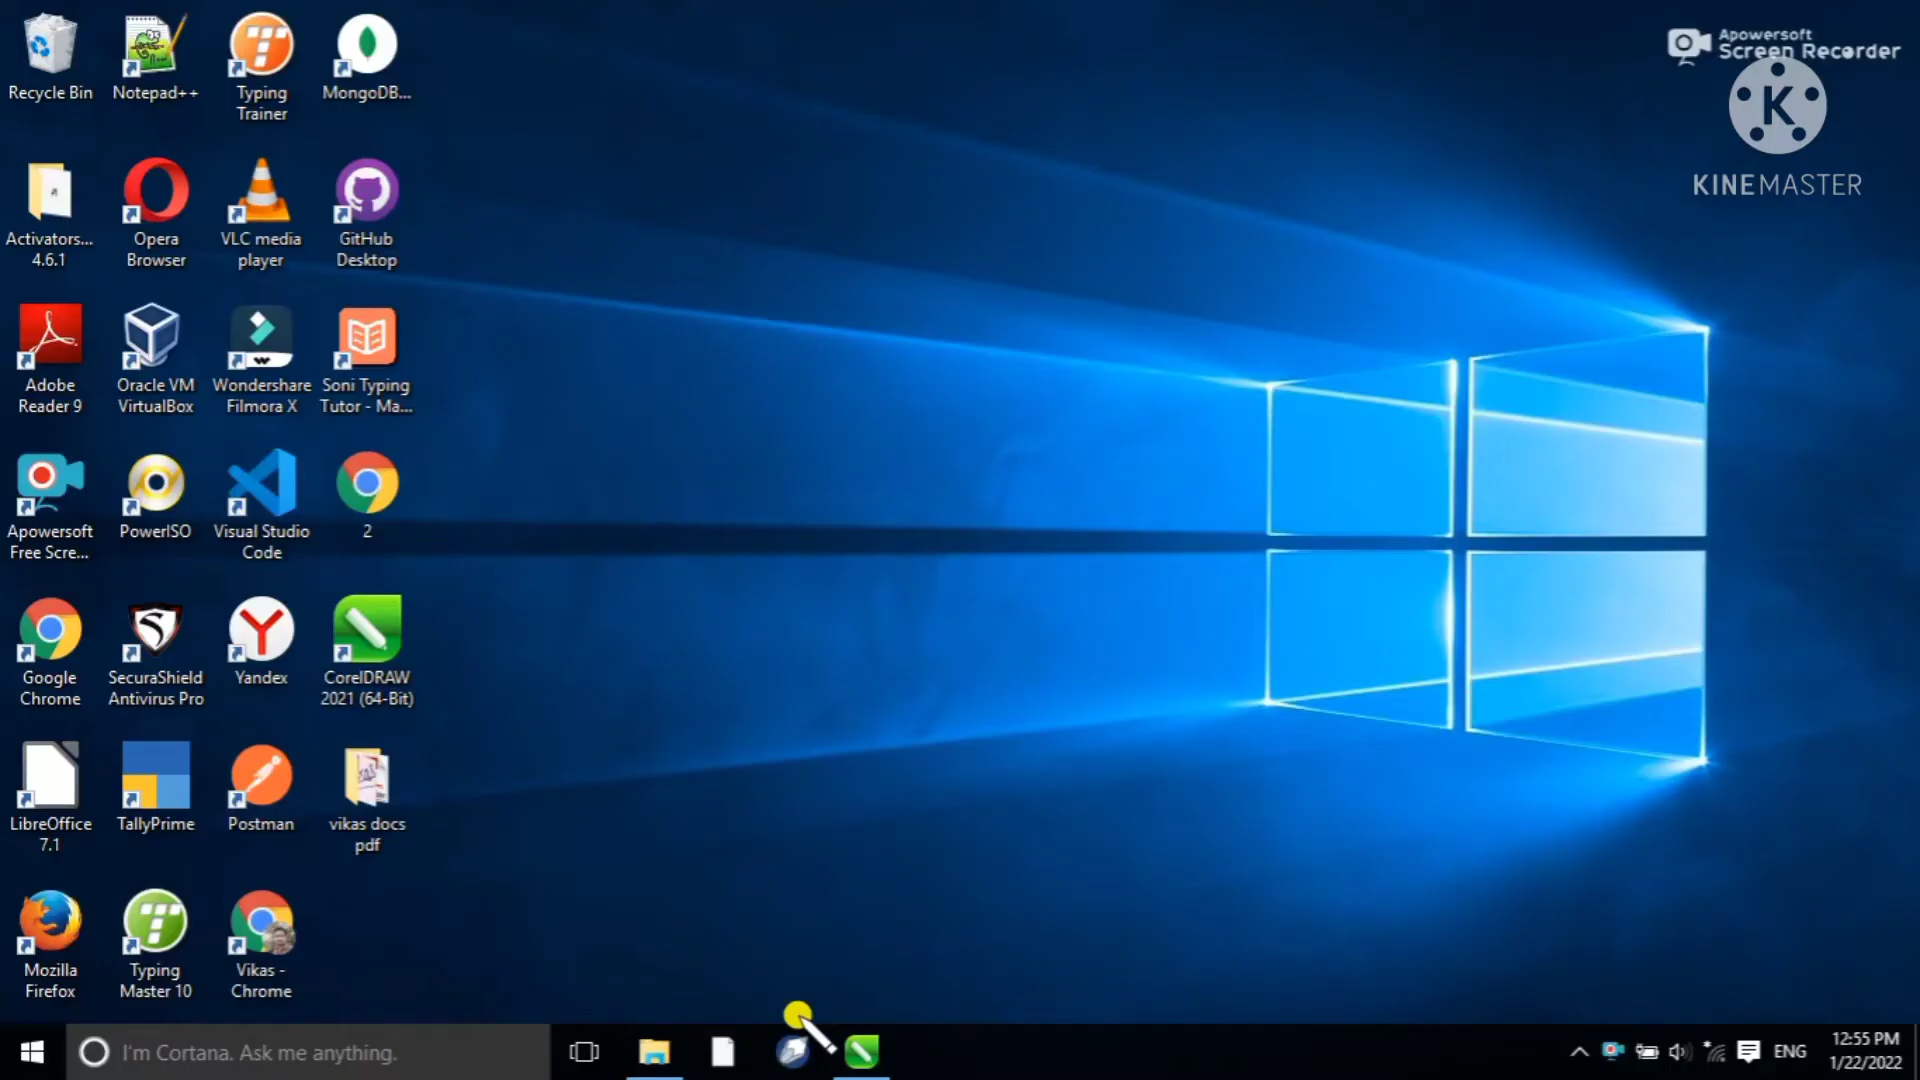 Apowersoft
Screen Recorder
K
KINEMASTER
Recycle Bin
Notepad++
Typing
Trainer
MongoDB...
Activators...
4.6.1
Opera
Browser
VLC media
player
GitHub
Desktop
Adobe
Reader 9
Oracle VM
VirtualBox
Wondershare
Filmora X
Soni Typing
Tutor - Ma...
Apowersoft
Free Scre...
PowerISO
Visual Studio
Code
2
Google
Chrome
SecuraShield
Antivirus Pro
Yandex
CorelDRAW
2021 (64-Bit)
LibreOffice
7.1
TallyPrime
Postman
vikas docs
pdf
Mozilla
Firefox
Typing
Master 10
Vikas -
Chrome
I'm Cortana. Ask me anything.
ENG
12:55 PM
1/22/2022